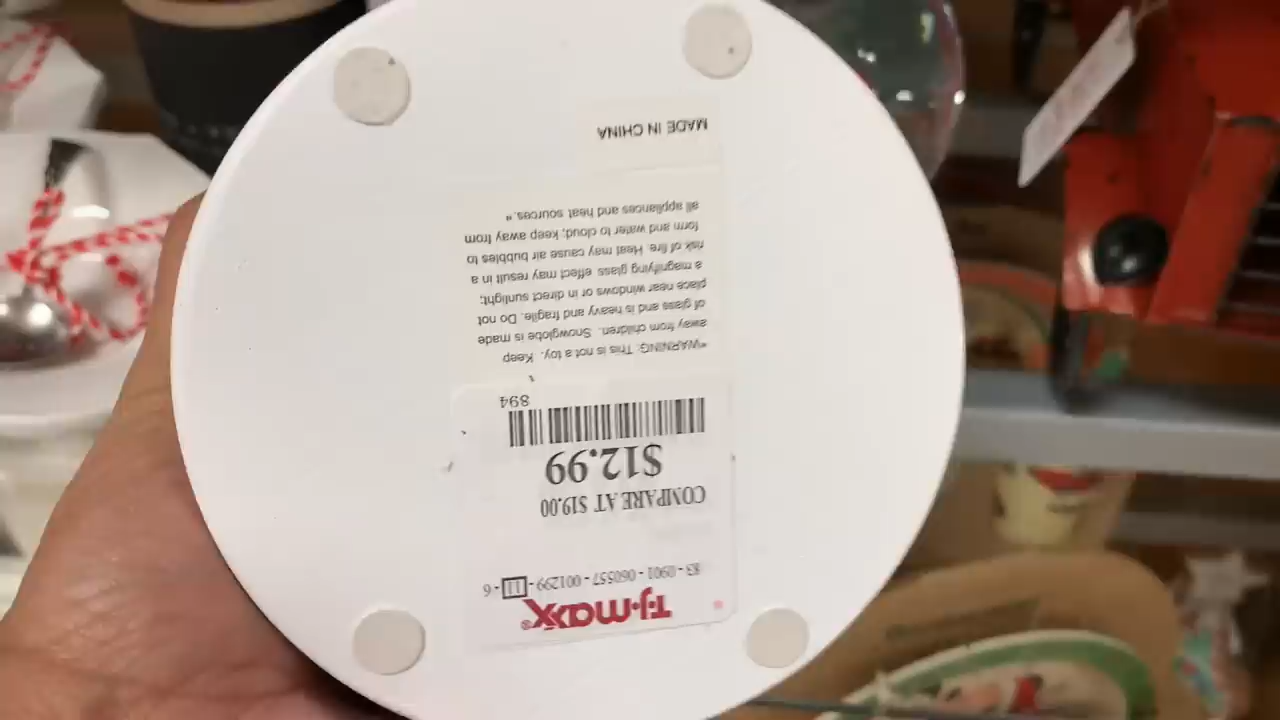 T·J·maxx®
83 - 0901 - 060557 - 001299 - 11 - 6
COMPARE AT $19.00
$12.99
894
"WARNING: This is not a toy. Keep
away from children. Snowglobe is made
of glass and is heavy and fragile. Do not
place near windows or in direct sunlight;
a magnifying glass effect may result in a
risk of fire. Heat may cause air bubbles to
form and water to cloud; keep away from
all appliances and heat sources."
MADE IN CHINA